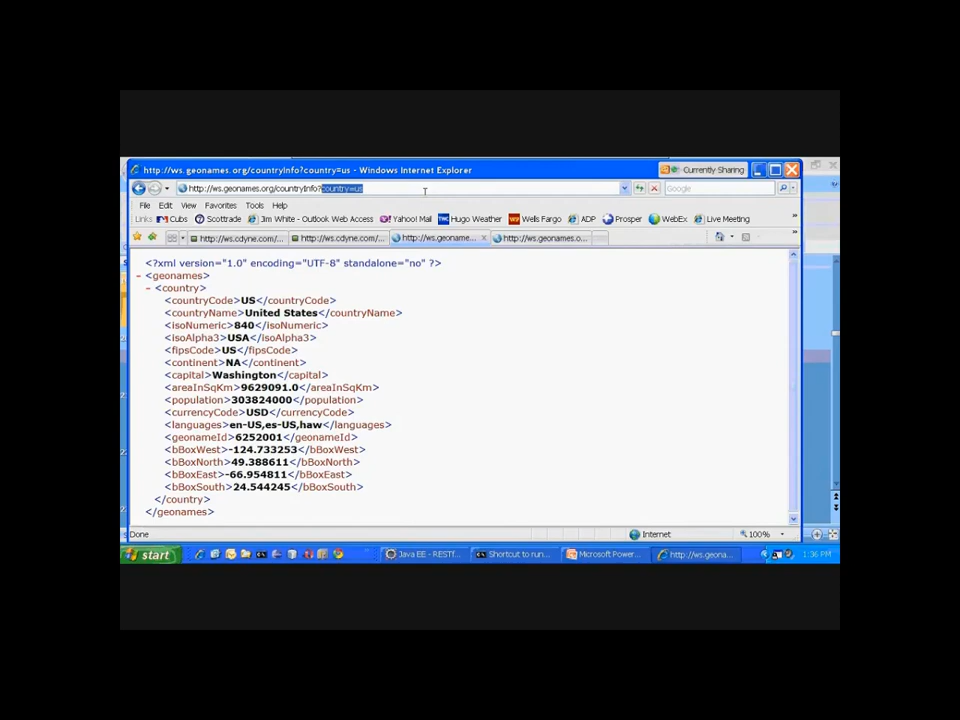 http://ws.geonames.org/countryInfo?country=us - Windows Internet Explorer
Currently Sharing
http://ws.geonames.org/countryInfo?country=us
Google
File Edit View Favorites Tools Help
Links Cubs Scottrade Jim White - Outlook Web Access Yahoo! Mail Hugo Weather Wells Fargo ADP Prosper WebEx Live Meeting
http://ws.cdyne.com/... http://ws.cdyne.com/... http://ws.geoname... http://ws.geonames.o...
<?xml version="1.0" encoding="UTF-8" standalone="no" ?>
- <geonames>
- <country>
<countryCode>US</countryCode>
<countryName>United States</countryName>
<isoNumeric>840</isoNumeric>
<isoAlpha3>USA</isoAlpha3>
<fipsCode>US</fipsCode>
<continent>NA</continent>
<capital>Washington</capital>
<areaInSqKm>9629091.0</areaInSqKm>
<population>303824000</population>
<currencyCode>USD</currencyCode>
<languages>en-US,es-US,haw</languages>
<geonameId>6252001</geonameId>
<bBoxWest>-124.733253</bBoxWest>
<bBoxNorth>49.388611</bBoxNorth>
<bBoxEast>-66.954811</bBoxEast>
<bBoxSouth>24.544245</bBoxSouth>
</country>
</geonames>
Done Internet 100%
start Java EE - RESTf... Shortcut to run... Microsoft Power... http://ws.geona... 1:36 PM